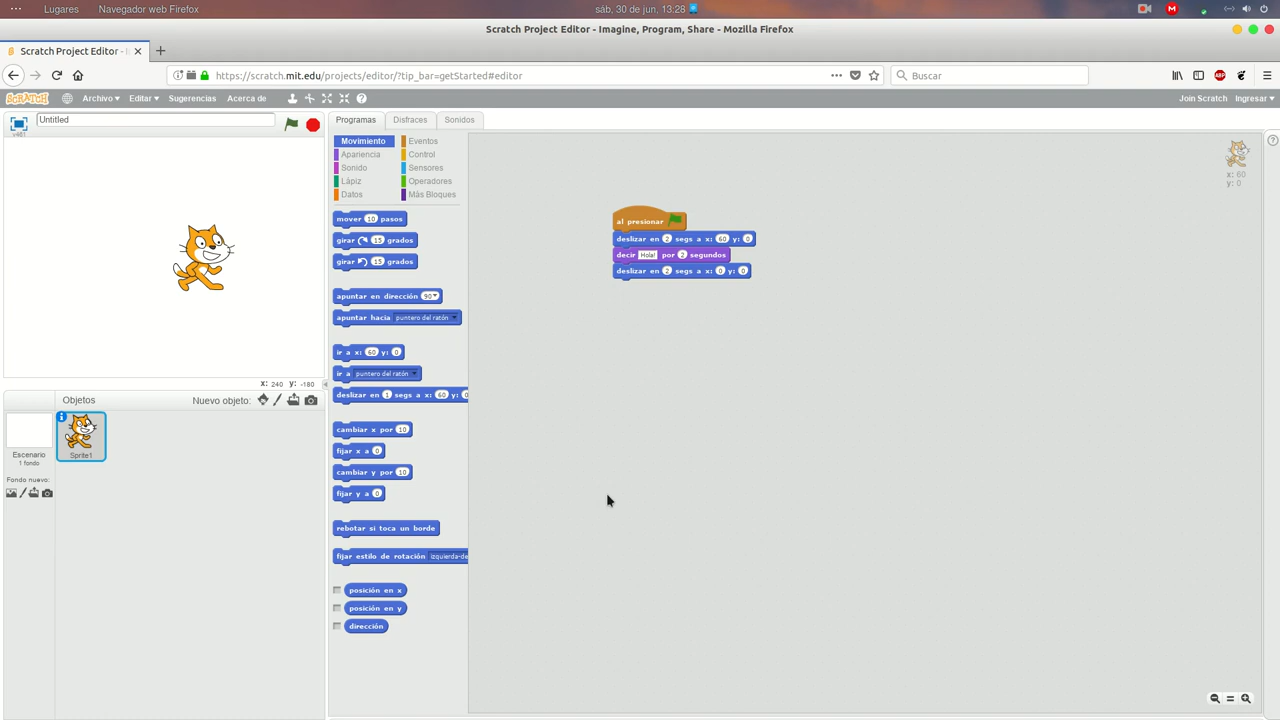 Lugares Navegador web Firefox sáb, 30 de jun, 13:28
Scratch Project Editor - Imagine, Program, Share - Mozilla Firefox
Scratch Project Editor -
https://scratch.mit.edu/projects/editor/?tip_bar=getStarted#editor Buscar
SCRATCH Archivo Editar Sugerencias Acerca de Join Scratch Ingresar
Untitled
v461
Programas Disfraces Sonidos
Movimiento Eventos
Apariencia Control
Sonido Sensores
Lápiz Operadores
Datos Más Bloques
mover 10 pasos
girar 15 grados
girar 15 grados
apuntar en dirección 90
apuntar hacia puntero del ratón
ir a x: 60 y: 0
ir a puntero del ratón
deslizar en 1 segs a x: 60 y: 0
cambiar x por 10
fijar x a 0
cambiar y por 10
fijar y a 0
rebotar si toca un borde
fijar estilo de rotación izquierda-de
posición en x
posición en y
dirección
al presionar
deslizar en 2 segs a x: 60 y: 0
decir Hola! por 2 segundos
deslizar en 2 segs a x: 0 y: 0
x: 60
y: 0
x: 240 y: -180
Objetos Nuevo objeto:
Escenario
1 fondo
Sprite1
Fondo nuevo: